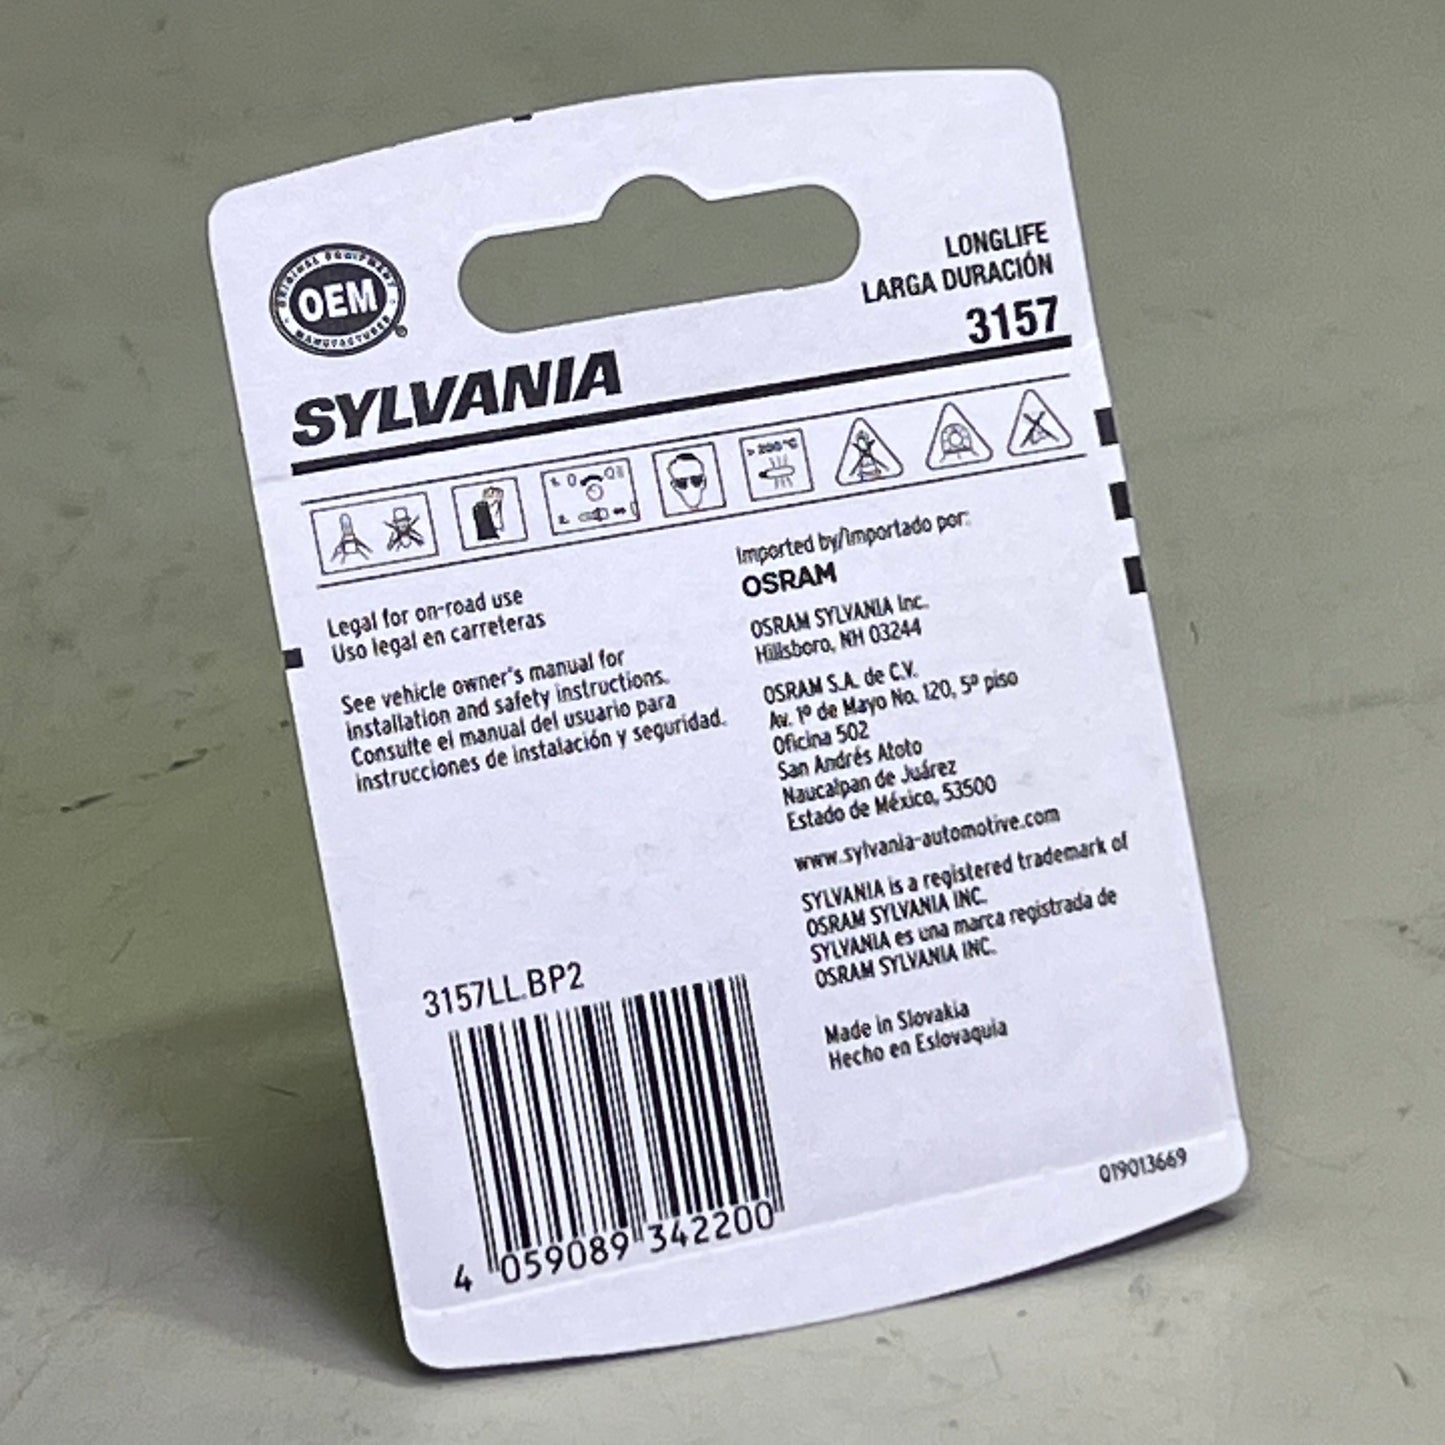 ORIGINAL EQUIPMENT
OEM
MANUFACTURER
®
LONGLIFE
LARGA DURACIÓN
3157
SYLVANIA
1.
2.
> 200 °C
Legal for on-road use
Uso legal en carreteras
See vehicle owner's manual for
installation and safety instructions.
Consulte el manual del usuario para
instrucciones de instalación y seguridad.
Imported by/Importado por:
OSRAM
OSRAM SYLVANIA Inc.
Hillsboro, NH 03244
OSRAM S.A. de C.V.
Av. 1º de Mayo No. 120, 5º piso
Oficina 502
San Andrés Atoto
Naucalpan de Juárez
Estado de México, 53500
www.sylvania-automotive.com
SYLVANIA is a registered trademark of
OSRAM SYLVANIA INC.
SYLVANIA es una marca registrada de
OSRAM SYLVANIA INC.
Made in Slovakia
Hecho en Eslovaquia
3157LL.BP2
4 059089 342200
019013669